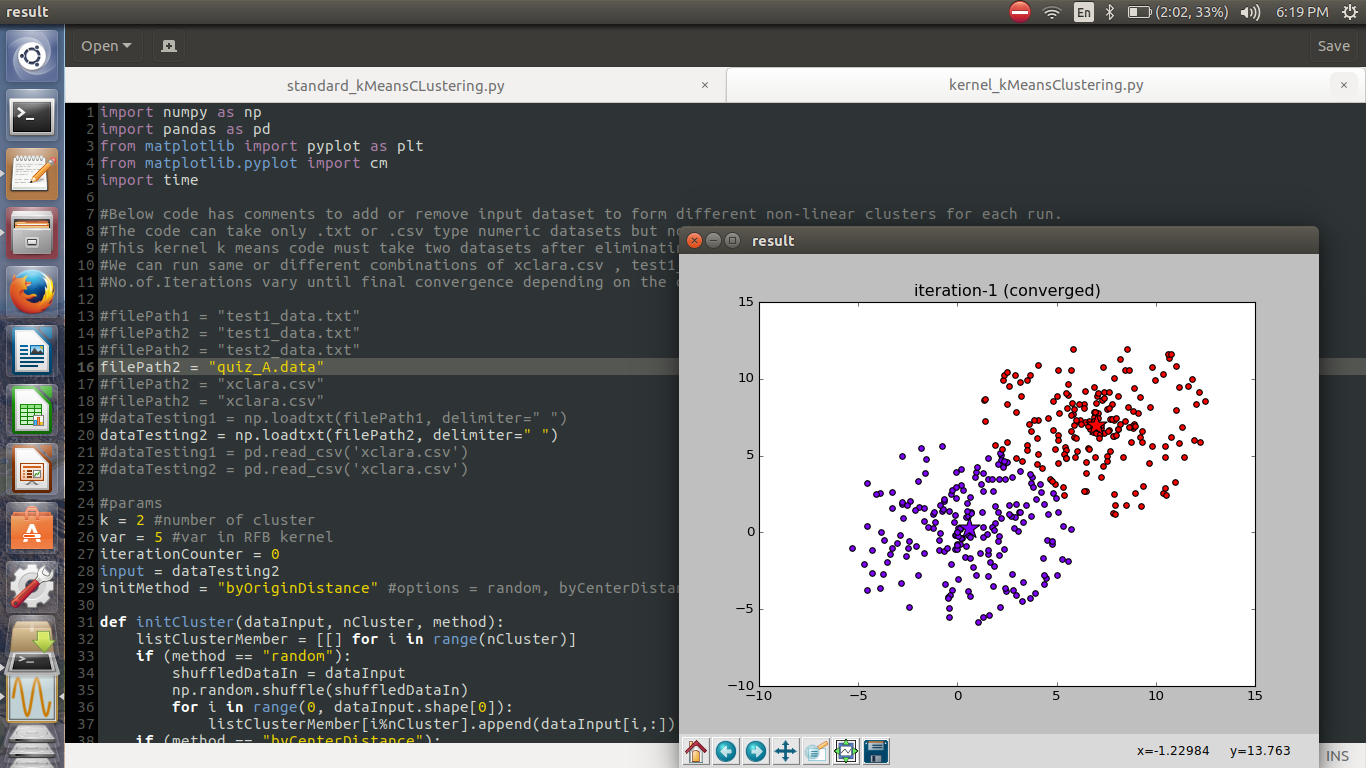 result
En
(2:02, 33%)
6:19 PM
Open
Save
standard_kMeansCLustering.py ×
kernel_kMeansClustering.py ×
1 import numpy as np
2 import pandas as pd
3 from matplotlib import pyplot as plt
4 from matplotlib.pyplot import cm
5 import time
6
7 #Below code has comments to add or remove input dataset to form different non-linear clusters for each run.
8 #The code can take only .txt or .csv type numeric datasets but
9 #This kernel k means code must take two datasets after
10 #We can run same or different combinations of xclara.csv ,
11 #No.of.Iterations vary until final convergence depending on the
12
13 #filePath1 = "test1_data.txt"
14 #filePath2 = "test1_data.txt"
15 #filePath2 = "test2_data.txt"
16 filePath2 = "quiz_A.data"
17 #filePath2 = "xclara.csv"
18 #filePath2 = "xclara.csv"
19 #dataTesting1 = np.loadtxt(filePath1, delimiter=" ")
20 dataTesting2 = np.loadtxt(filePath2, delimiter=" ")
21 #dataTesting1 = pd.read_csv('xclara.csv')
22 #dataTesting2 = pd.read_csv('xclara.csv')
23
24 #params
25 k = 2 #number of cluster
26 var = 5 #var in RFB kernel
27 iterationCounter = 0
28 input = dataTesting2
29 initMethod = "byOriginDistance" #options = random,
30
31 def initCluster(dataInput, nCluster, method):
32 listClusterMember = [[] for i in range(nCluster)]
33 if (method == "random"):
34 shuffledDataIn = dataInput
35 np.random.shuffle(shuffledDataIn)
36 for i in range(0, dataInput.shape[0]):
37 listClusterMember[i%nCluster].append(dataInput[i,:])
38 if (method == "byCenterDistance"):
result
iteration-1 (converged)
15
10
5
0
−5
−10
−10 −5 0 5 10 15
x=-1.22984 y=13.763
INS